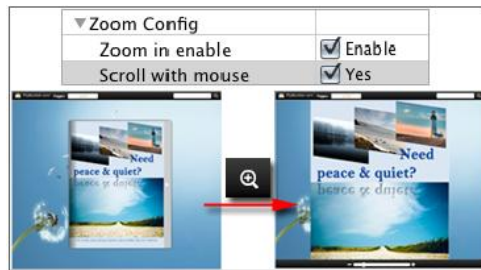 Zoom Config
Zoom in enable
Enable
Scroll with mouse
Yes
Need
peace & quiet?
Need
peace & quiet?